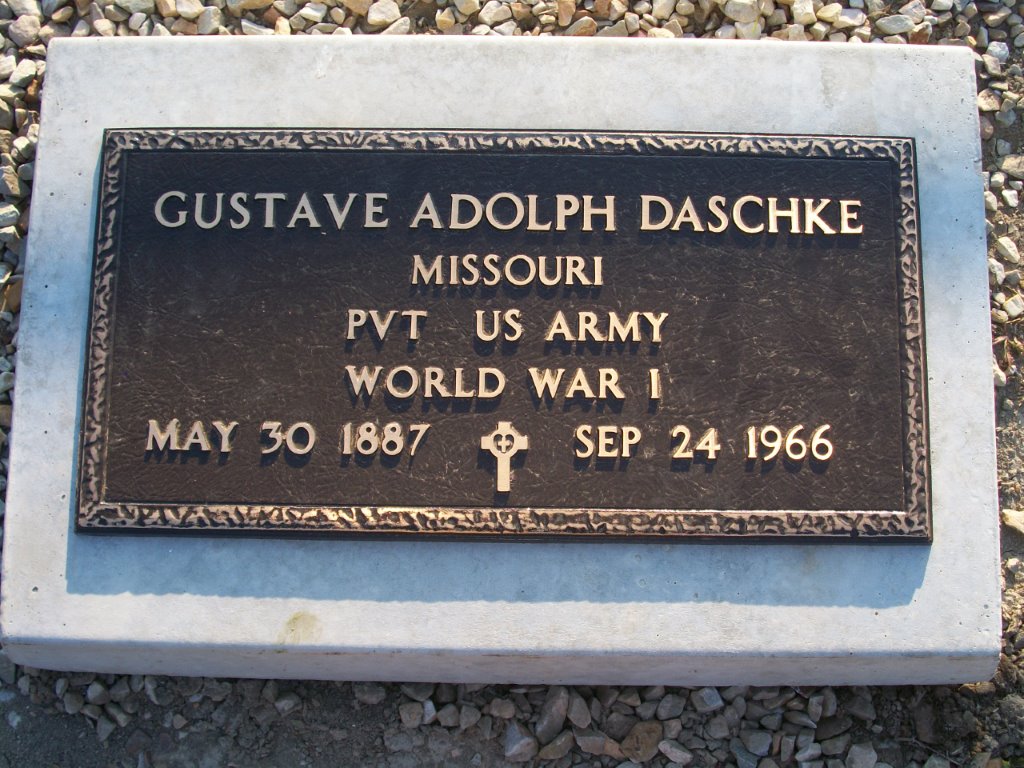 GUSTAVE ADOLPH DASCHKE
MISSOURI
PVT US ARMY
WORLD WAR I
MAY 30 1887 SEP 24 1966